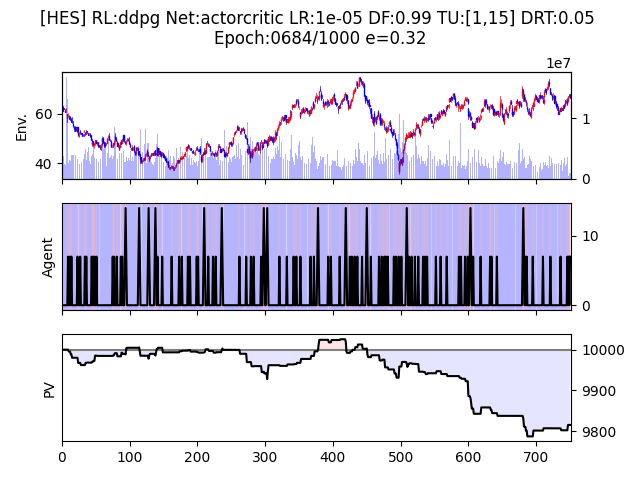 [HES] RL:ddpg Net:actorcritic LR:1e-05 DF:0.99 TU:[1,15] DRT:0.05
Epoch:0684/1000 e=0.32
1e7
Env.
60
40
1
0
Agent
10
0
PV
10000
9900
9800
0 100 200 300 400 500 600 700